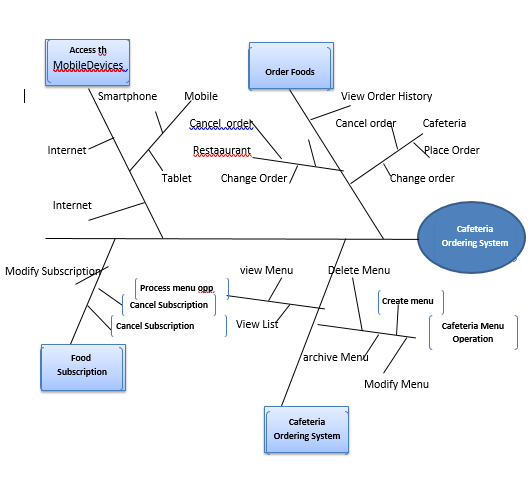 Access th
MobileDevices
Order Foods
Smartphone
Mobile
View Order History
Cancel order
Cancel order
Cafeteria
Internet
Restaaurant
Place Order
Tablet
Change Order
Change order
Internet
Cafeteria
Ordering System
Modify Subscription
view Menu
Delete Menu
Process menu opp
Cancel Subscription
Create menu
Cancel Subscription
View List
Cafeteria Menu
Operation
Food
Subscription
archive Menu
Modify Menu
Cafeteria
Ordering System